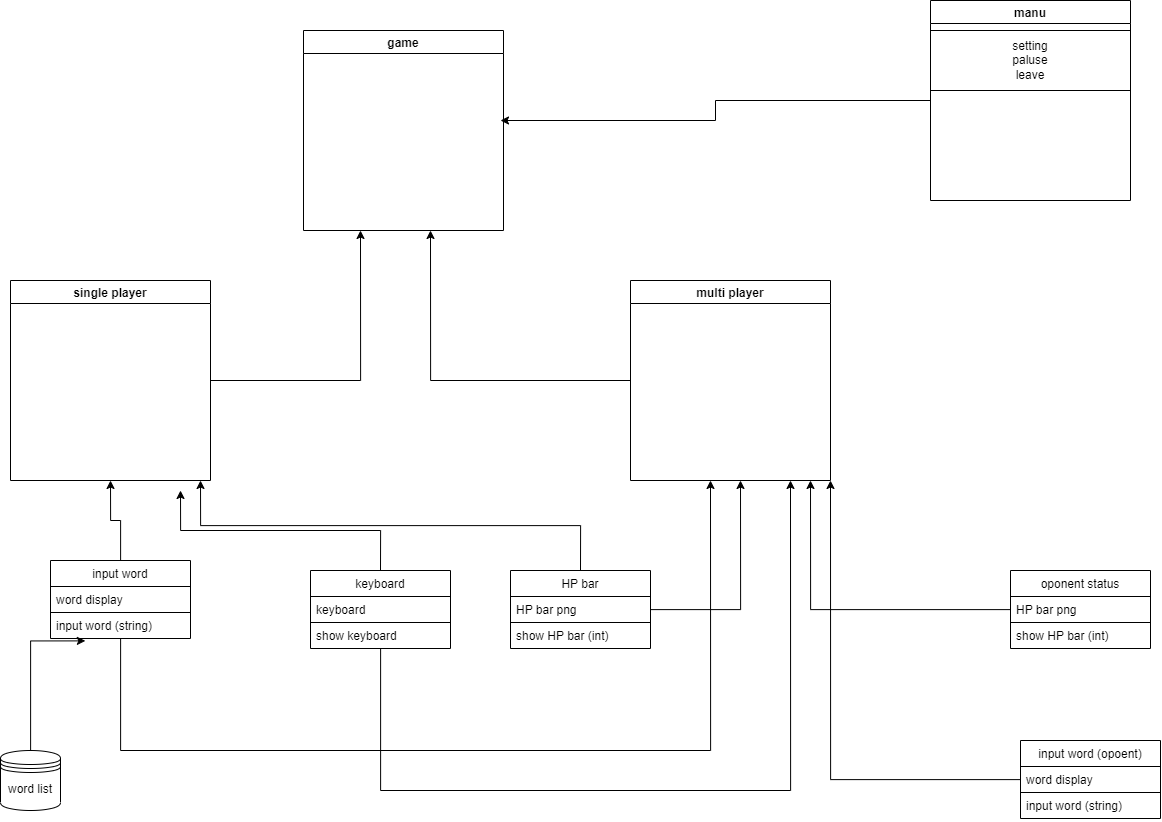 manu
setting
paluse
leave
game
single player
multi player
input word
word display
input word (string)
keyboard
keyboard
show keyboard
HP bar
HP bar png
show HP bar (int)
oponent status
HP bar png
show HP bar (int)
word list
input word (opoent)
word display
input word (string)